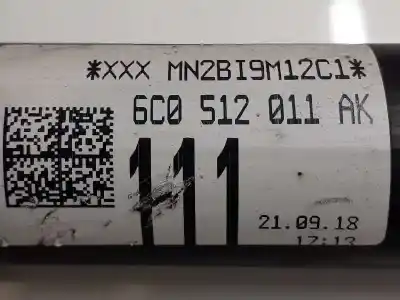 *XXX MN2BI9M12C1*
6C0 512 011 AK
111
21.09.18
17:13